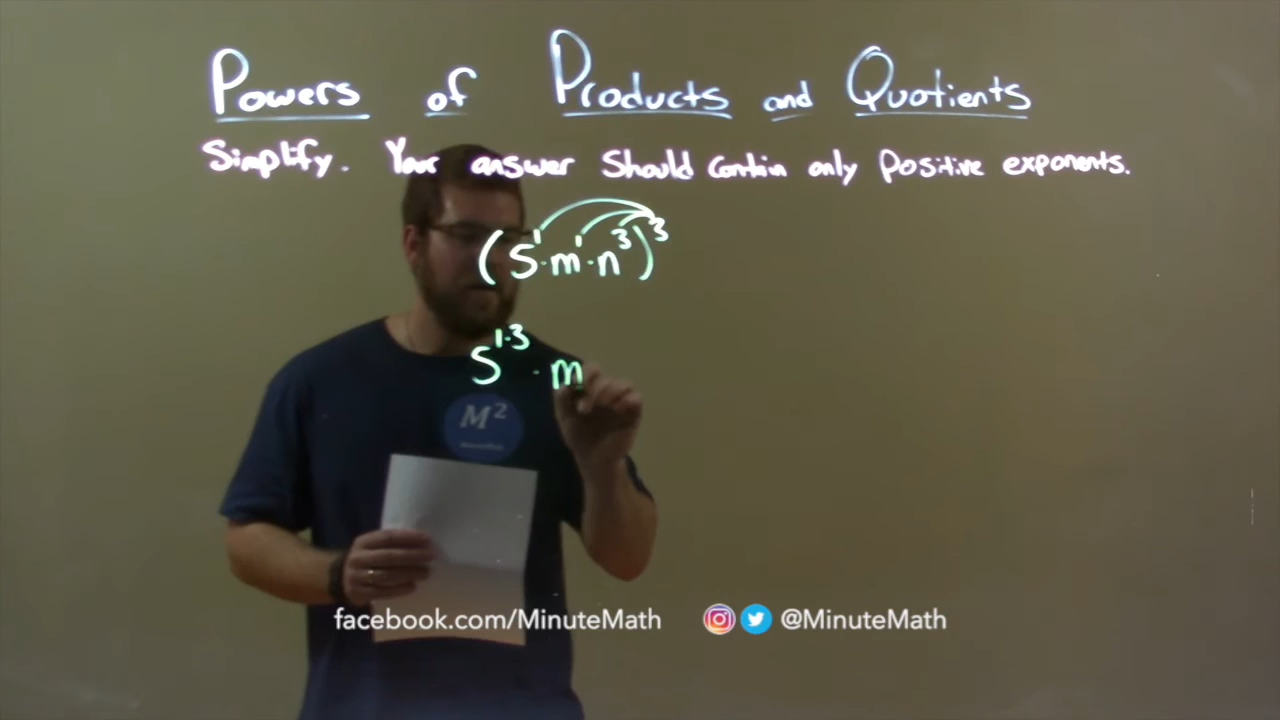 Powers of Products and Quotients
Simplify. Your answer should contain only positive exponents.
(S¹·m¹·n³)³
S¹·³ · m
M²
facebook.com/MinuteMath @MinuteMath